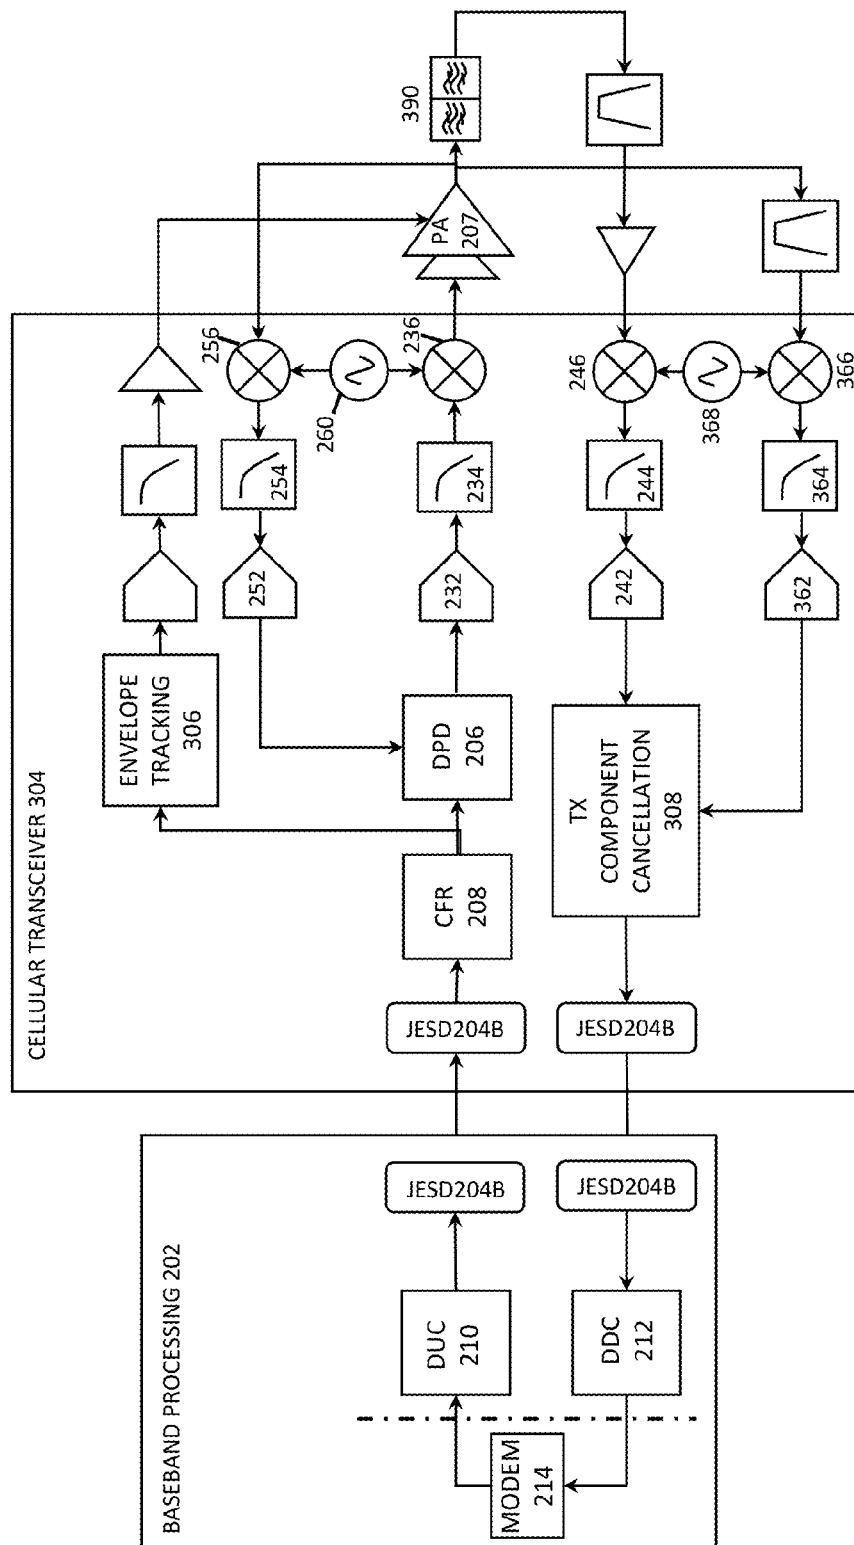 BASEBAND PROCESSING 202
MODEM
214
DUC
210
DDC
212
JESD204B
JESD204B
CELLULAR TRANSCEIVER 304
JESD204B
JESD204B
CFR
208
ENVELOPE
TRACKING
306
DPD
206
TX
COMPONENT
CANCELLATION
308
252
232
242
362
254
234
244
364
256
260
236
246
368
366
PA
207
390